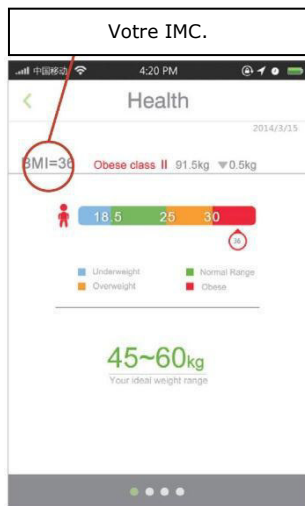 Votre IMC.
中国移动 4:20 PM
Health
2014/3/15
BMI=36 Obese class II 91.5kg ▼0.5kg
18.5 25 30
36
Underweight Normal Range
Overweight Obese
45~60kg
Your ideal weight range